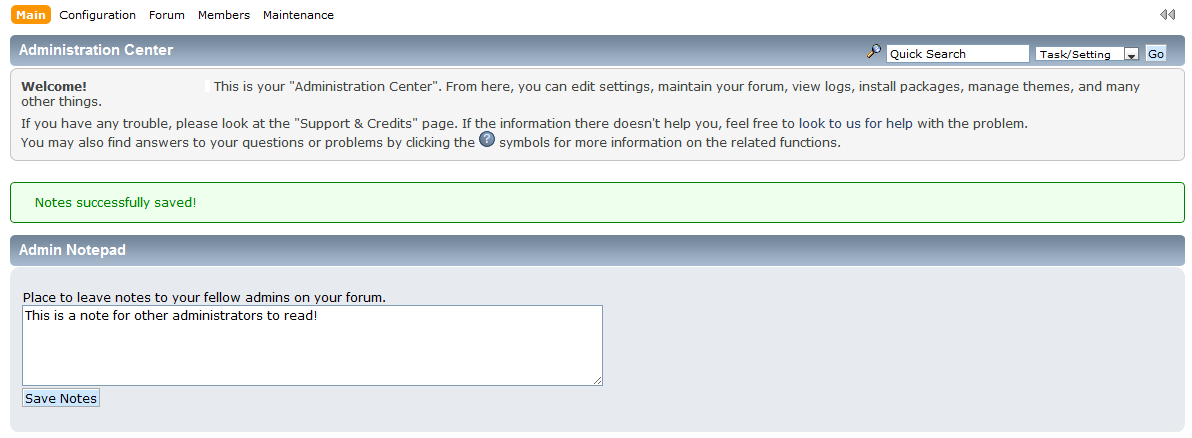 Main Configuration Forum Members Maintenance
Administration Center
Quick Search Task/Setting Go
Welcome! This is your "Administration Center". From here, you can edit settings, maintain your forum, view logs, install packages, manage themes, and many
other things.
If you have any trouble, please look at the "Support & Credits" page. If the information there doesn't help you, feel free to look to us for help with the problem.
You may also find answers to your questions or problems by clicking the ? symbols for more information on the related functions.
Notes successfully saved!
Admin Notepad
Place to leave notes to your fellow admins on your forum.
This is a note for other administrators to read!
Save Notes